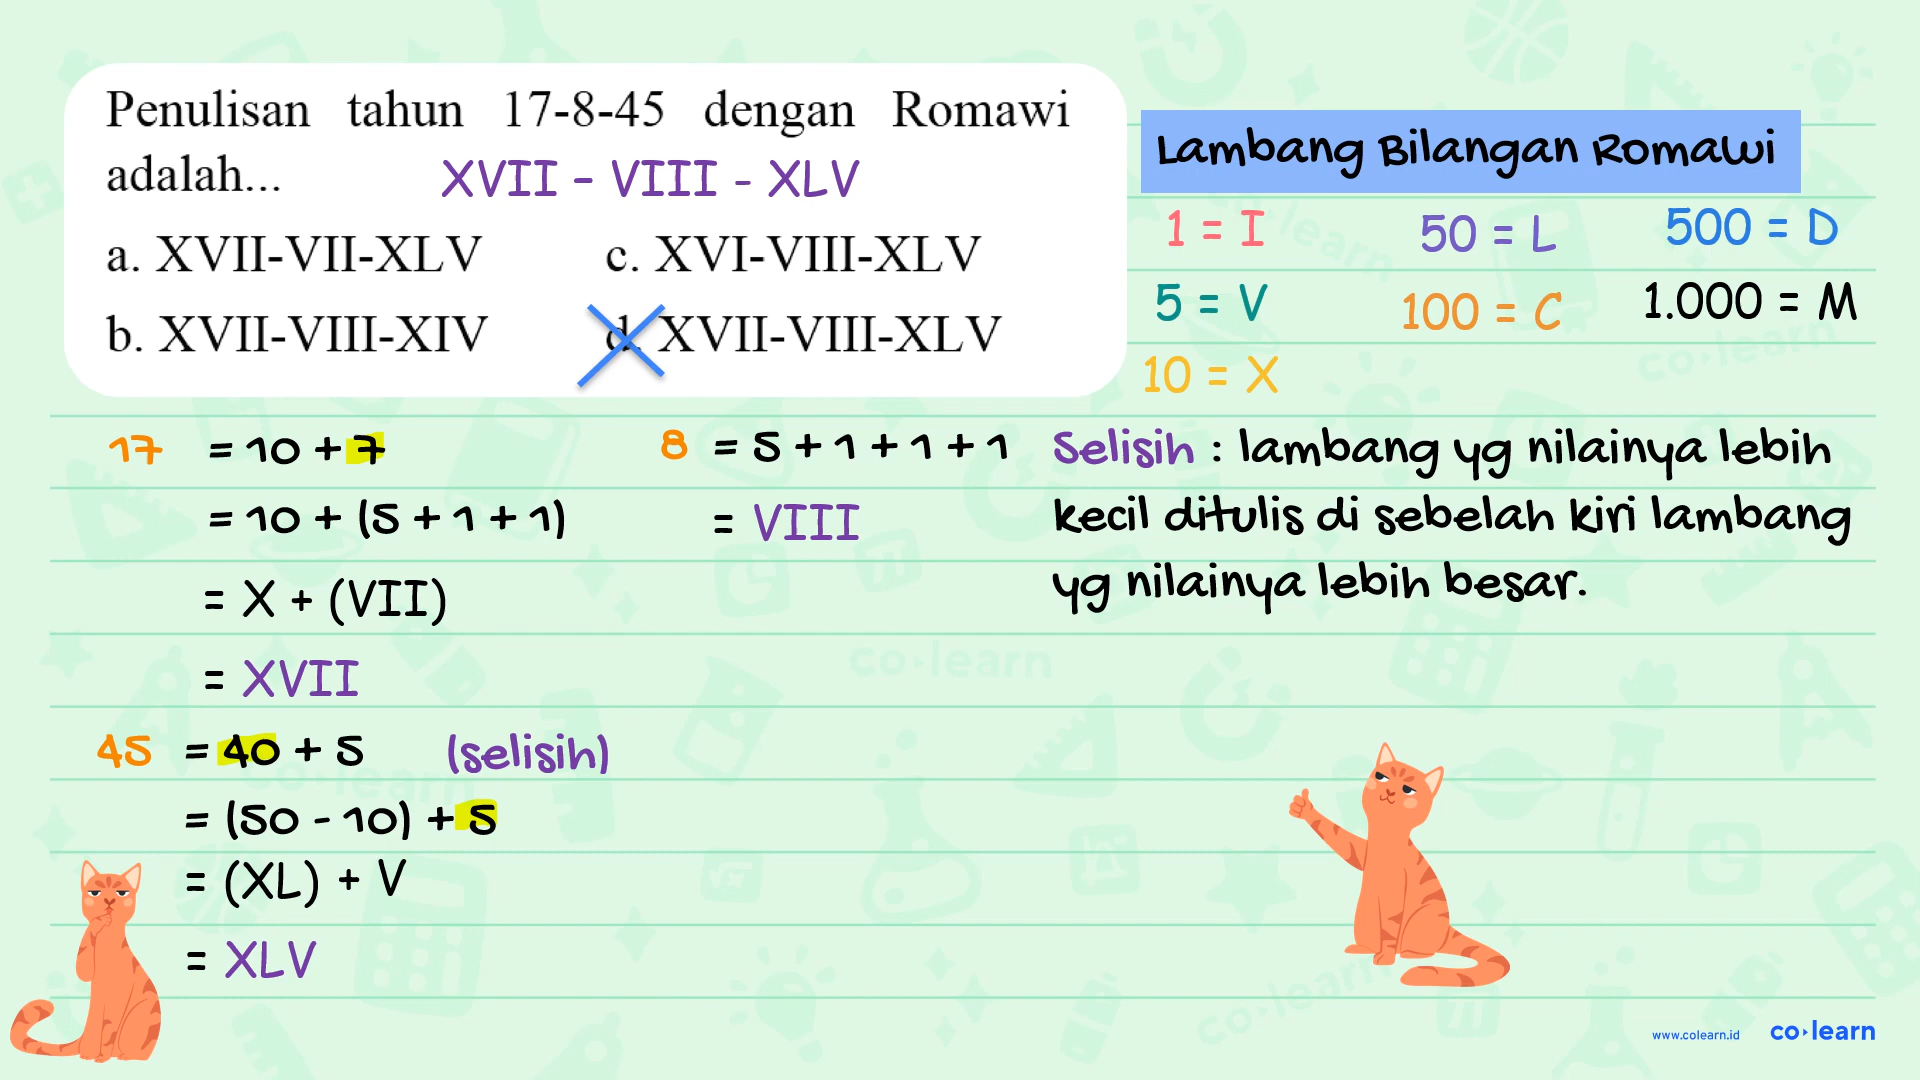 Penulisan tahun 17-8-45 dengan Romawi
adalah... XVII - VIII - XLV
a. XVII-VII-XLV
c. XVI-VIII-XLV
b. XVII-VIII-XIV
d. XVII-VIII-XLV
Lambang Bilangan Romawi
1 = I
50 = L
500 = D
5 = V
100 = C
1.000 = M
10 = X
17 = 10 + 7
= 10 + (5 + 1 + 1)
= X + (VII)
= XVII
8 = 5 + 1 + 1 + 1
= VIII
Selisih : lambang yg nilainya lebih
kecil ditulis di sebelah kiri lambang
yg nilainya lebih besar.
45 = 40 + 5 (selisih)
= (50 - 10) + 5
= (XL) + V
= XLV
www.colearn.id
co·learn